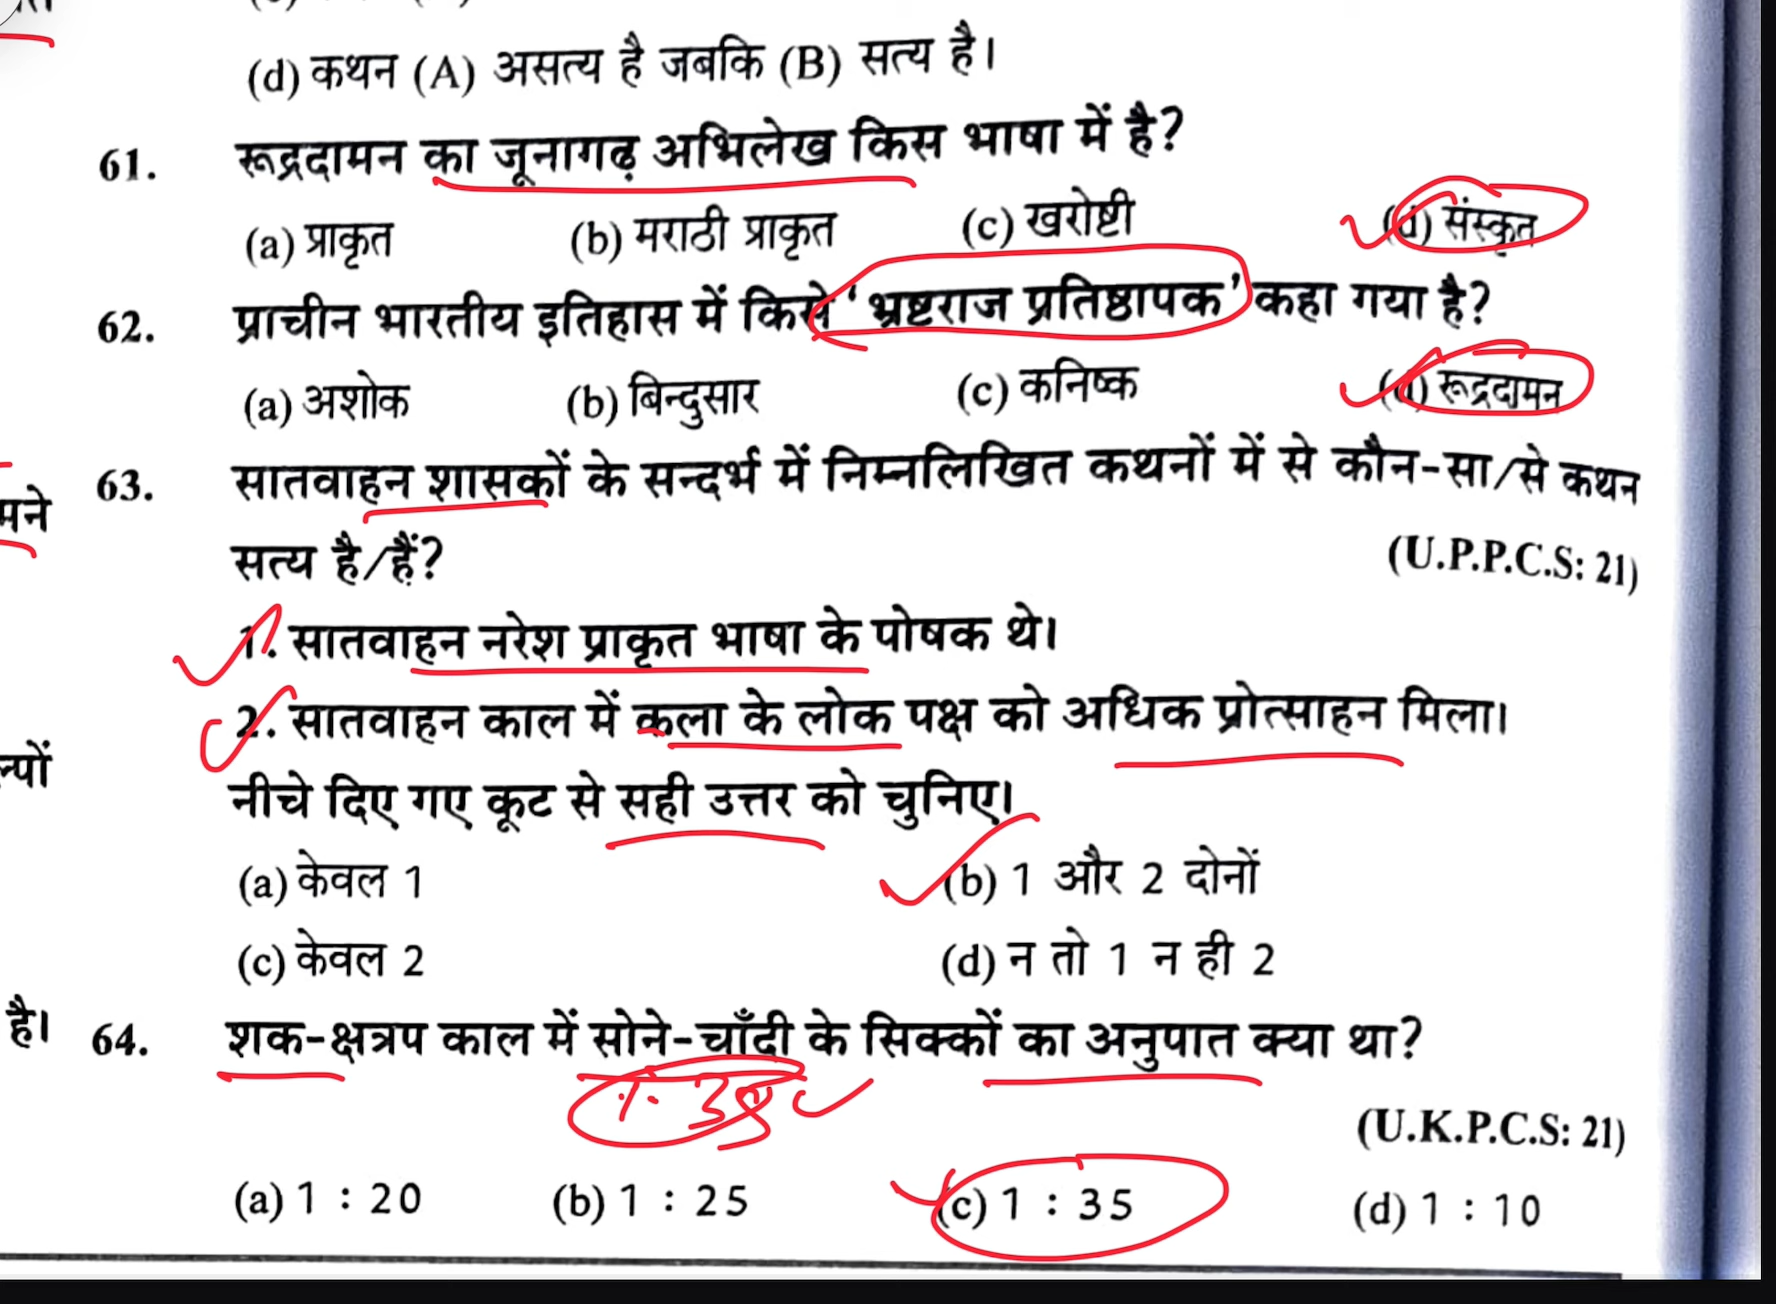 (d) कथन (A) असत्य है जबकि (B) सत्य है।
61. रूद्रदामन का जूनागढ़ अभिलेख किस भाषा में है?
(a) प्राकृत (b) मराठी प्राकृत (c) खरोष्टी (d) संस्कृत
62. प्राचीन भारतीय इतिहास में किसे ‘भ्रष्टराज प्रतिष्ठापक’ कहा गया है?
(a) अशोक (b) बिन्दुसार (c) कनिष्क (d) रूद्रदामन
63. सातवाहन शासकों के सन्दर्भ में निम्नलिखित कथनों में से कौन-सा/से कथन
मने
सत्य है/हैं? (U.P.P.C.S: 21)
1. सातवाहन नरेश प्राकृत भाषा के पोषक थे।
2. सातवाहन काल में कला के लोक पक्ष को अधिक प्रोत्साहन मिला।
नीचे दिए गए कूट से सही उत्तर को चुनिए।
(a) केवल 1 (b) 1 और 2 दोनों
(c) केवल 2 (d) न तो 1 न ही 2
है।
64. शक-क्षत्रप काल में सोने-चाँदी के सिक्कों का अनुपात क्या था?
(U.K.P.C.S: 21)
(a) 1 : 20 (b) 1 : 25 (c) 1 : 35 (d) 1 : 10